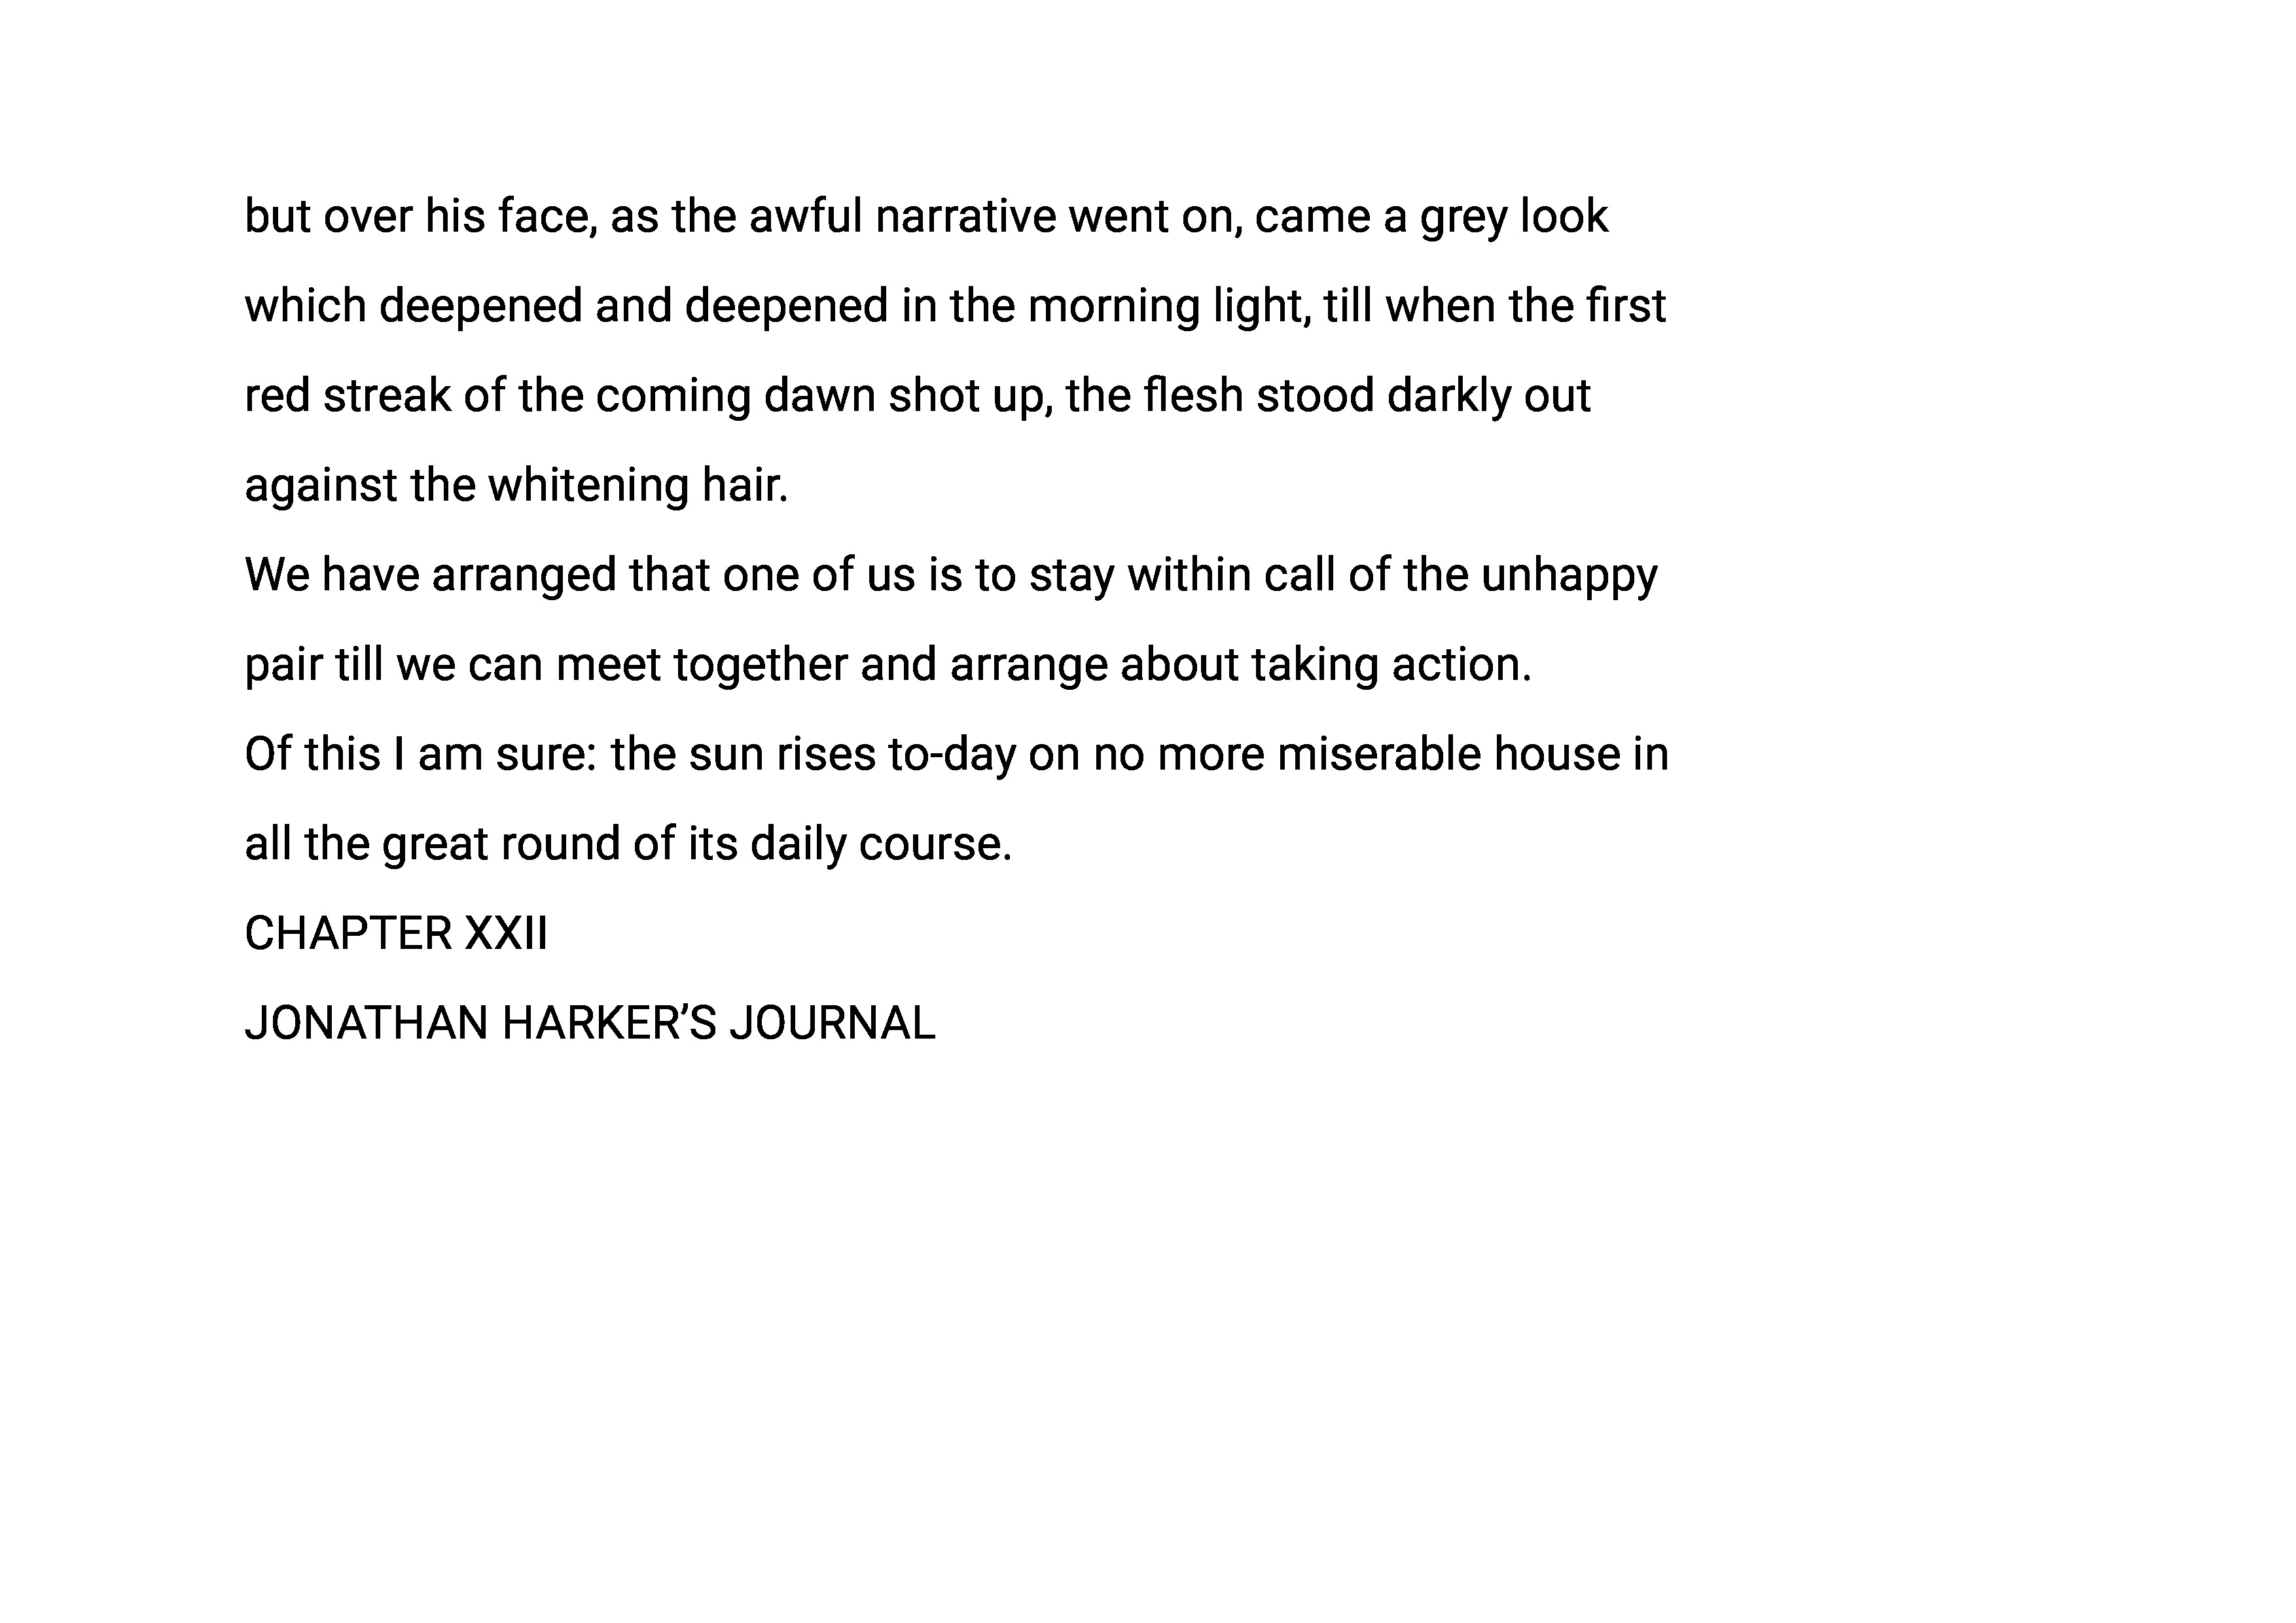 but over his face, as the awful narrative went on, came a grey look
which deepened and deepened in the morning light, till when the first
red streak of the coming dawn shot up, the flesh stood darkly out
against the whitening hair.
We have arranged that one of us is to stay within call of the unhappy
pair till we can meet together and arrange about taking action.
Of this I am sure: the sun rises to-day on no more miserable house in
all the great round of its daily course.
CHAPTER XXII
JONATHAN HARKER’S JOURNAL